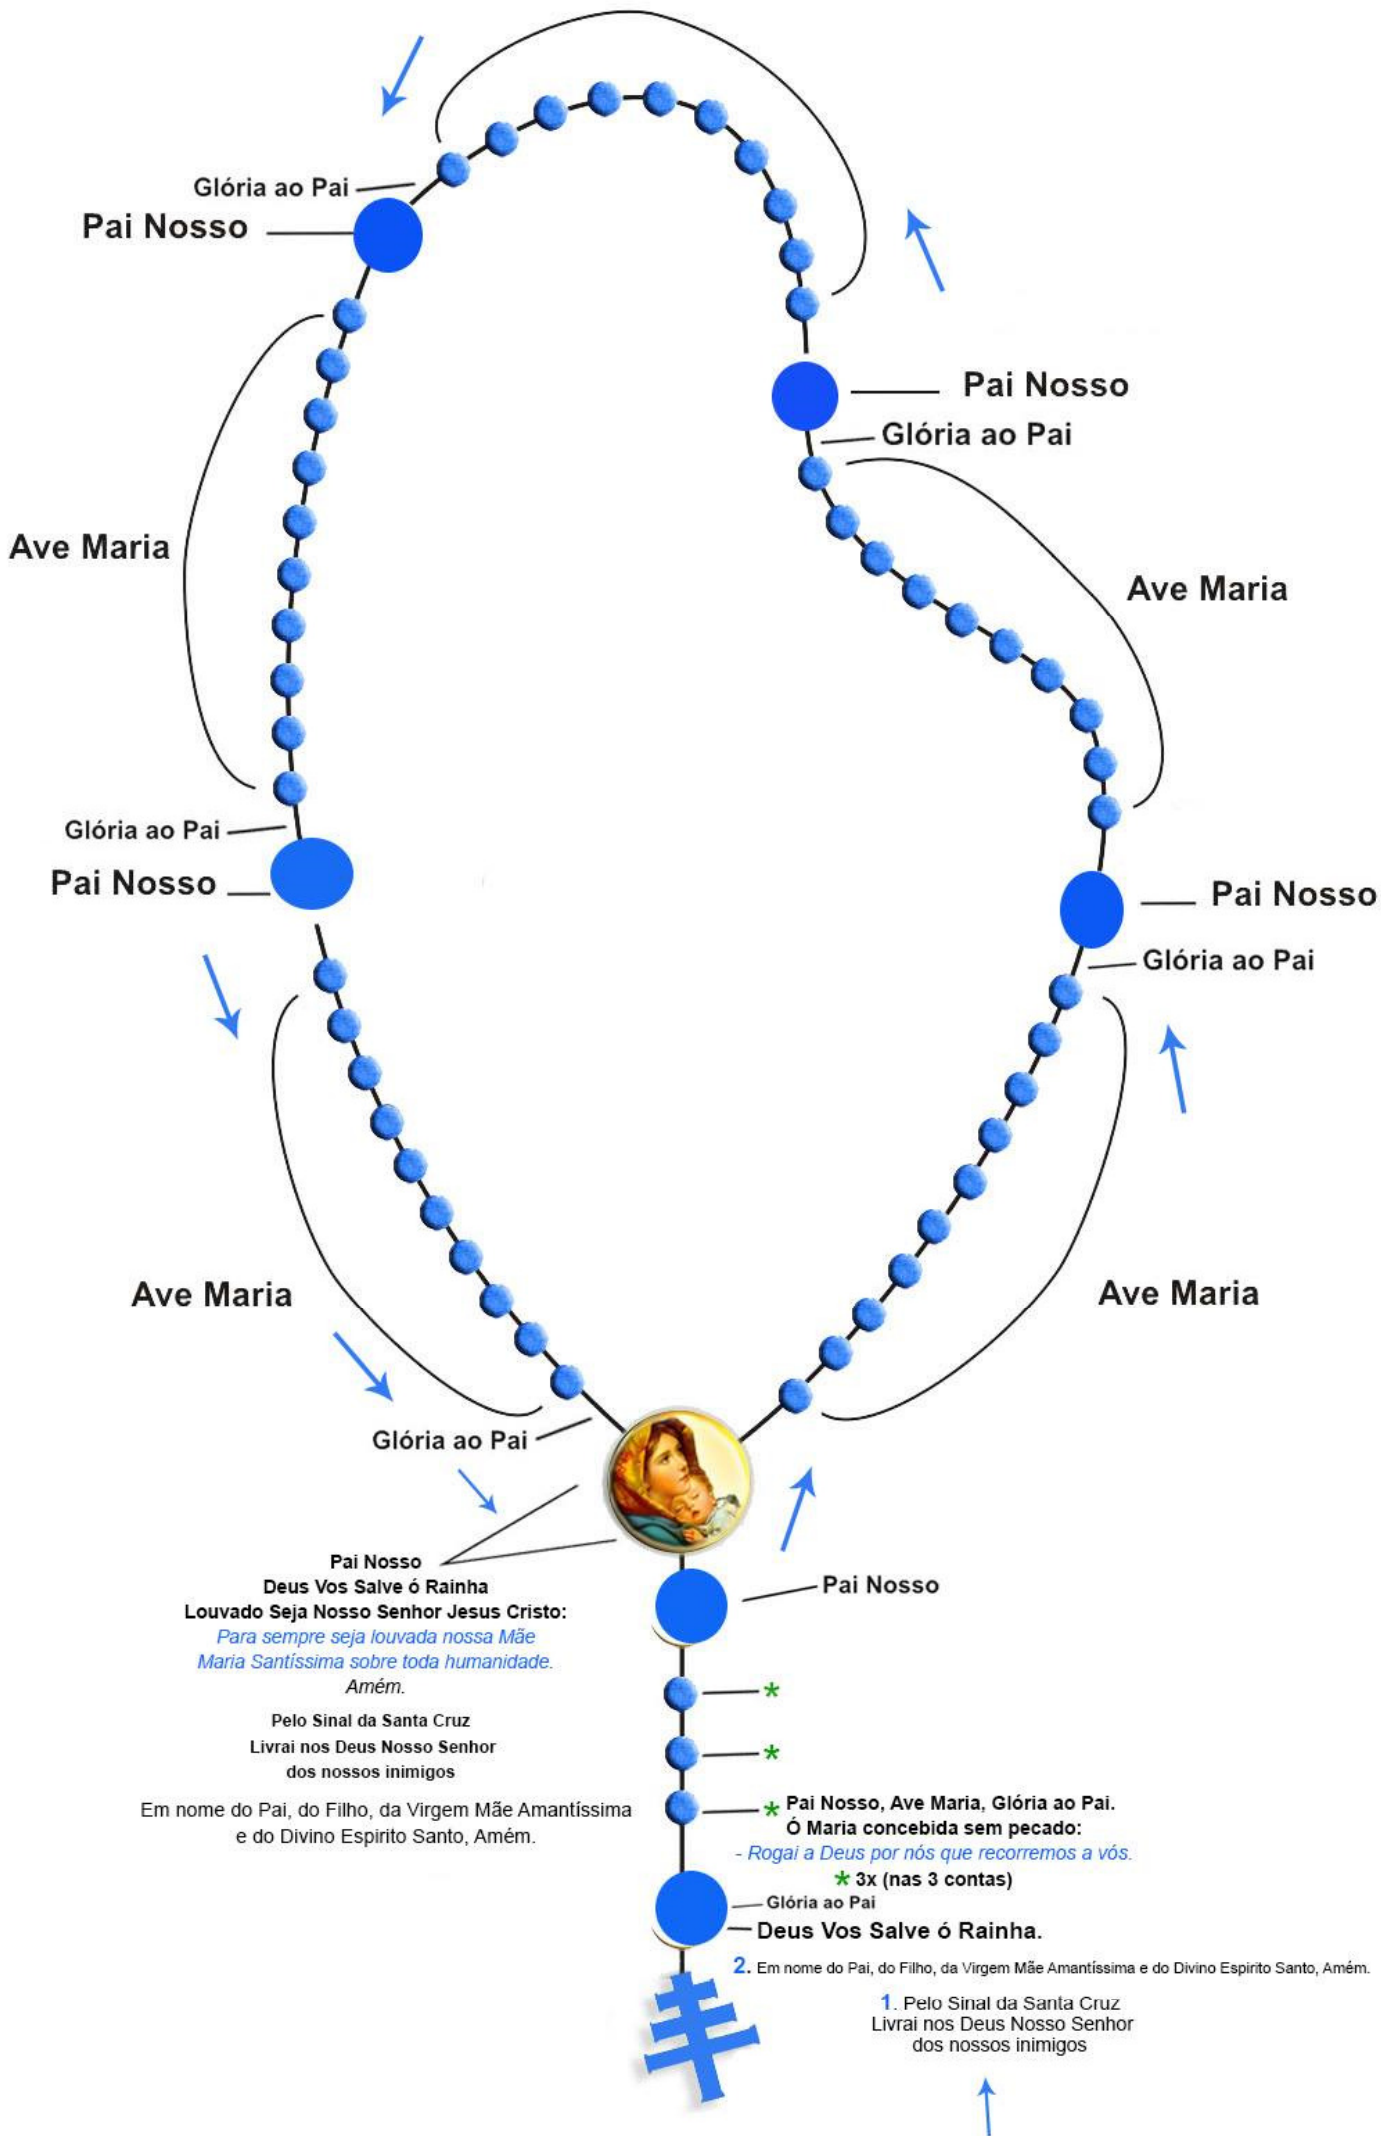 Glória ao Pai
Pai Nosso
Pai Nosso
Glória ao Pai
Ave Maria
Ave Maria
Glória ao Pai
Pai Nosso
Pai Nosso
Glória ao Pai
Ave Maria
Ave Maria
Glória ao Pai
Pai Nosso
Deus Vos Salve ó Rainha
Louvado Seja Nosso Senhor Jesus Cristo:
Para sempre seja louvada nossa Mãe
Maria Santíssima sobre toda humanidade.
Amém.
Pelo Sinal da Santa Cruz
Livrai nos Deus Nosso Senhor
dos nossos inimigos
Em nome do Pai, do Filho, da Virgem Mãe Amantíssima
e do Divino Espirito Santo, Amém.
Pai Nosso
*
*
* Pai Nosso, Ave Maria, Glória ao Pai.
Ó Maria concebida sem pecado:
- Rogai a Deus por nós que recorremos a vós.
* 3x (nas 3 contas)
Glória ao Pai
Deus Vos Salve ó Rainha.
2. Em nome do Pai, do Filho, da Virgem Mãe Amantíssima e do Divino Espirito Santo, Amém.
1. Pelo Sinal da Santa Cruz
Livrai nos Deus Nosso Senhor
dos nossos inimigos